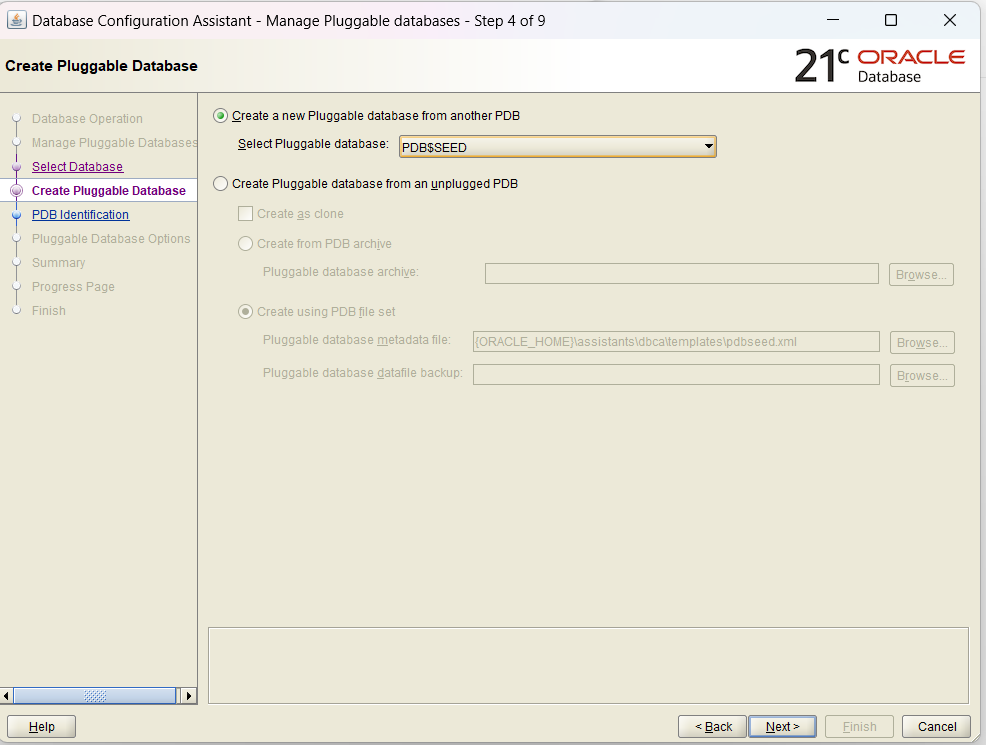 Database Configuration Assistant - Manage Pluggable databases - Step 4 of 9
Create Pluggable Database
21c ORACLE
Database
Database Operation
Manage Pluggable Databases
Select Database
Create Pluggable Database
PDB Identification
Pluggable Database Options
Summary
Progress Page
Finish
Create a new Pluggable database from another PDB
Select Pluggable database: PDB$SEED
Create Pluggable database from an unplugged PDB
Create as clone
Create from PDB archive
Pluggable database archive: Browse...
Create using PDB file set
Pluggable database metadata file: {ORACLE_HOME}\assistants\dbca\templates\pdbseed.xml Browse...
Pluggable database datafile backup: Browse...
Help < Back Next > Finish Cancel